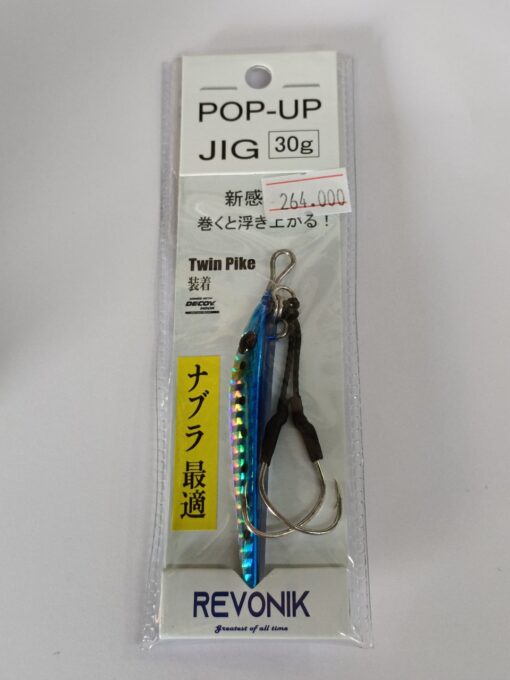 POP-UP
JIG 30g
264.000
新感
巻くと浮き上がる!
Twin Pike
装着
DECOY
ナブラ 最適
REVONIK
Greatest of all time